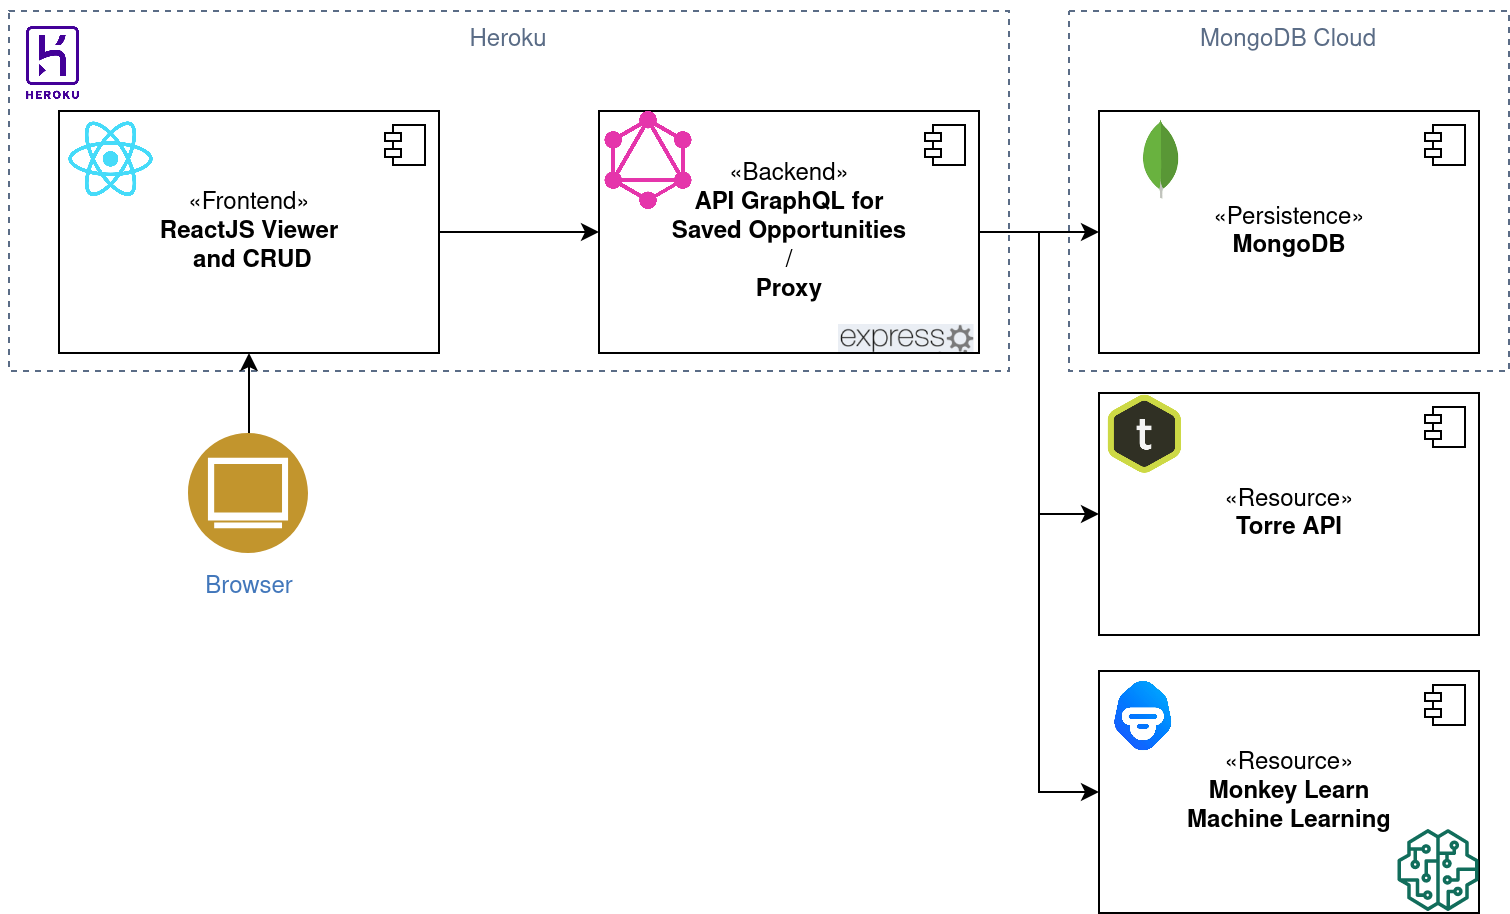 Heroku
HEROKU
«Frontend»
ReactJS Viewer
and CRUD
«Backend»
API GraphQL for
Saved Opportunities
/
Proxy
express
MongoDB Cloud
«Persistence»
MongoDB
t
«Resource»
Torre API
«Resource»
Monkey Learn
Machine Learning
Browser